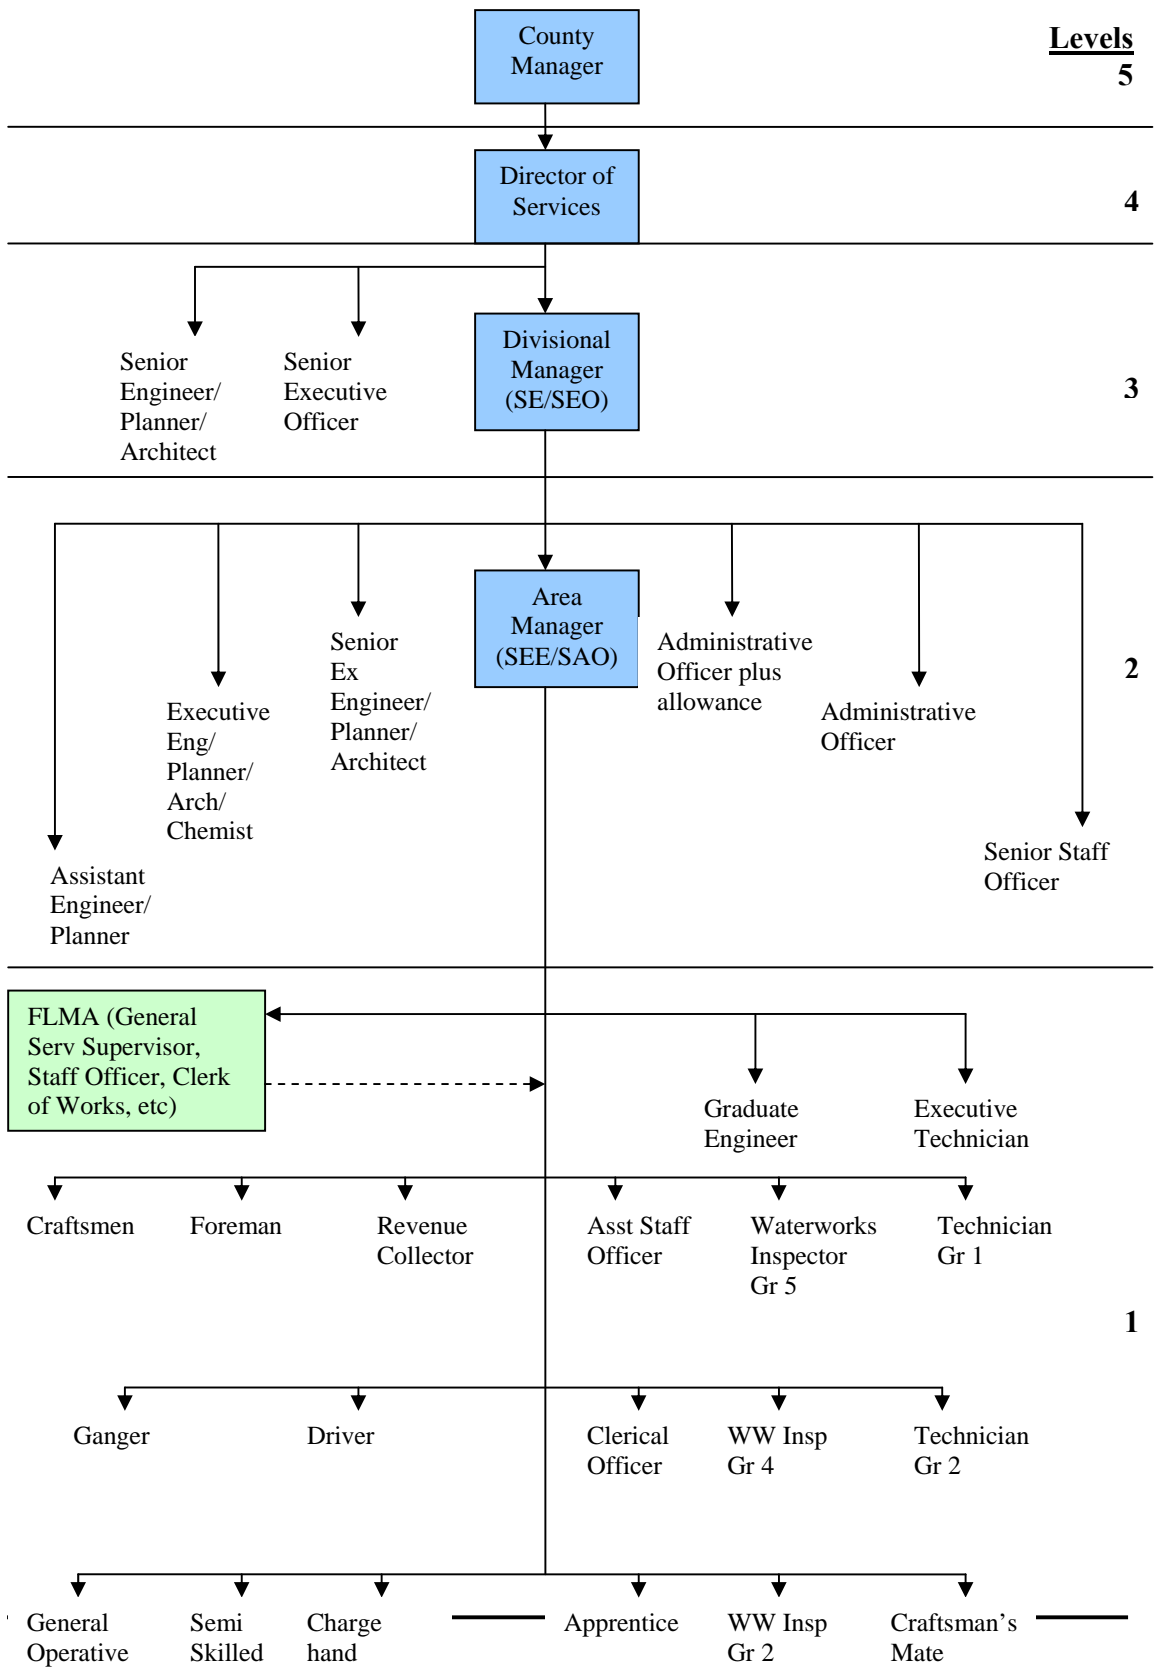 County
Manager
Levels
5
Director of
Services
4
Senior
Engineer/
Planner/
Architect
Senior
Executive
Officer
Divisional
Manager
(SE/SEO)
3
Area
Manager
(SEE/SAO)
2
Assistant
Engineer/
Planner
Executive
Eng/
Planner/
Arch/
Chemist
Senior
Ex
Engineer/
Planner/
Architect
Administrative
Officer plus
allowance
Administrative
Officer
Senior Staff
Officer
FLMA (General
Serv Supervisor,
Staff Officer, Clerk
of Works, etc)
Graduate
Engineer
Executive
Technician
Craftsmen
Foreman
Revenue
Collector
Asst Staff
Officer
Waterworks
Inspector
Gr 5
Technician
Gr 1
1
Ganger
Driver
Clerical
Officer
WW Insp
Gr 4
Technician
Gr 2
General
Operative
Semi
Skilled
Charge
hand
Apprentice
WW Insp
Gr 2
Craftsman’s
Mate